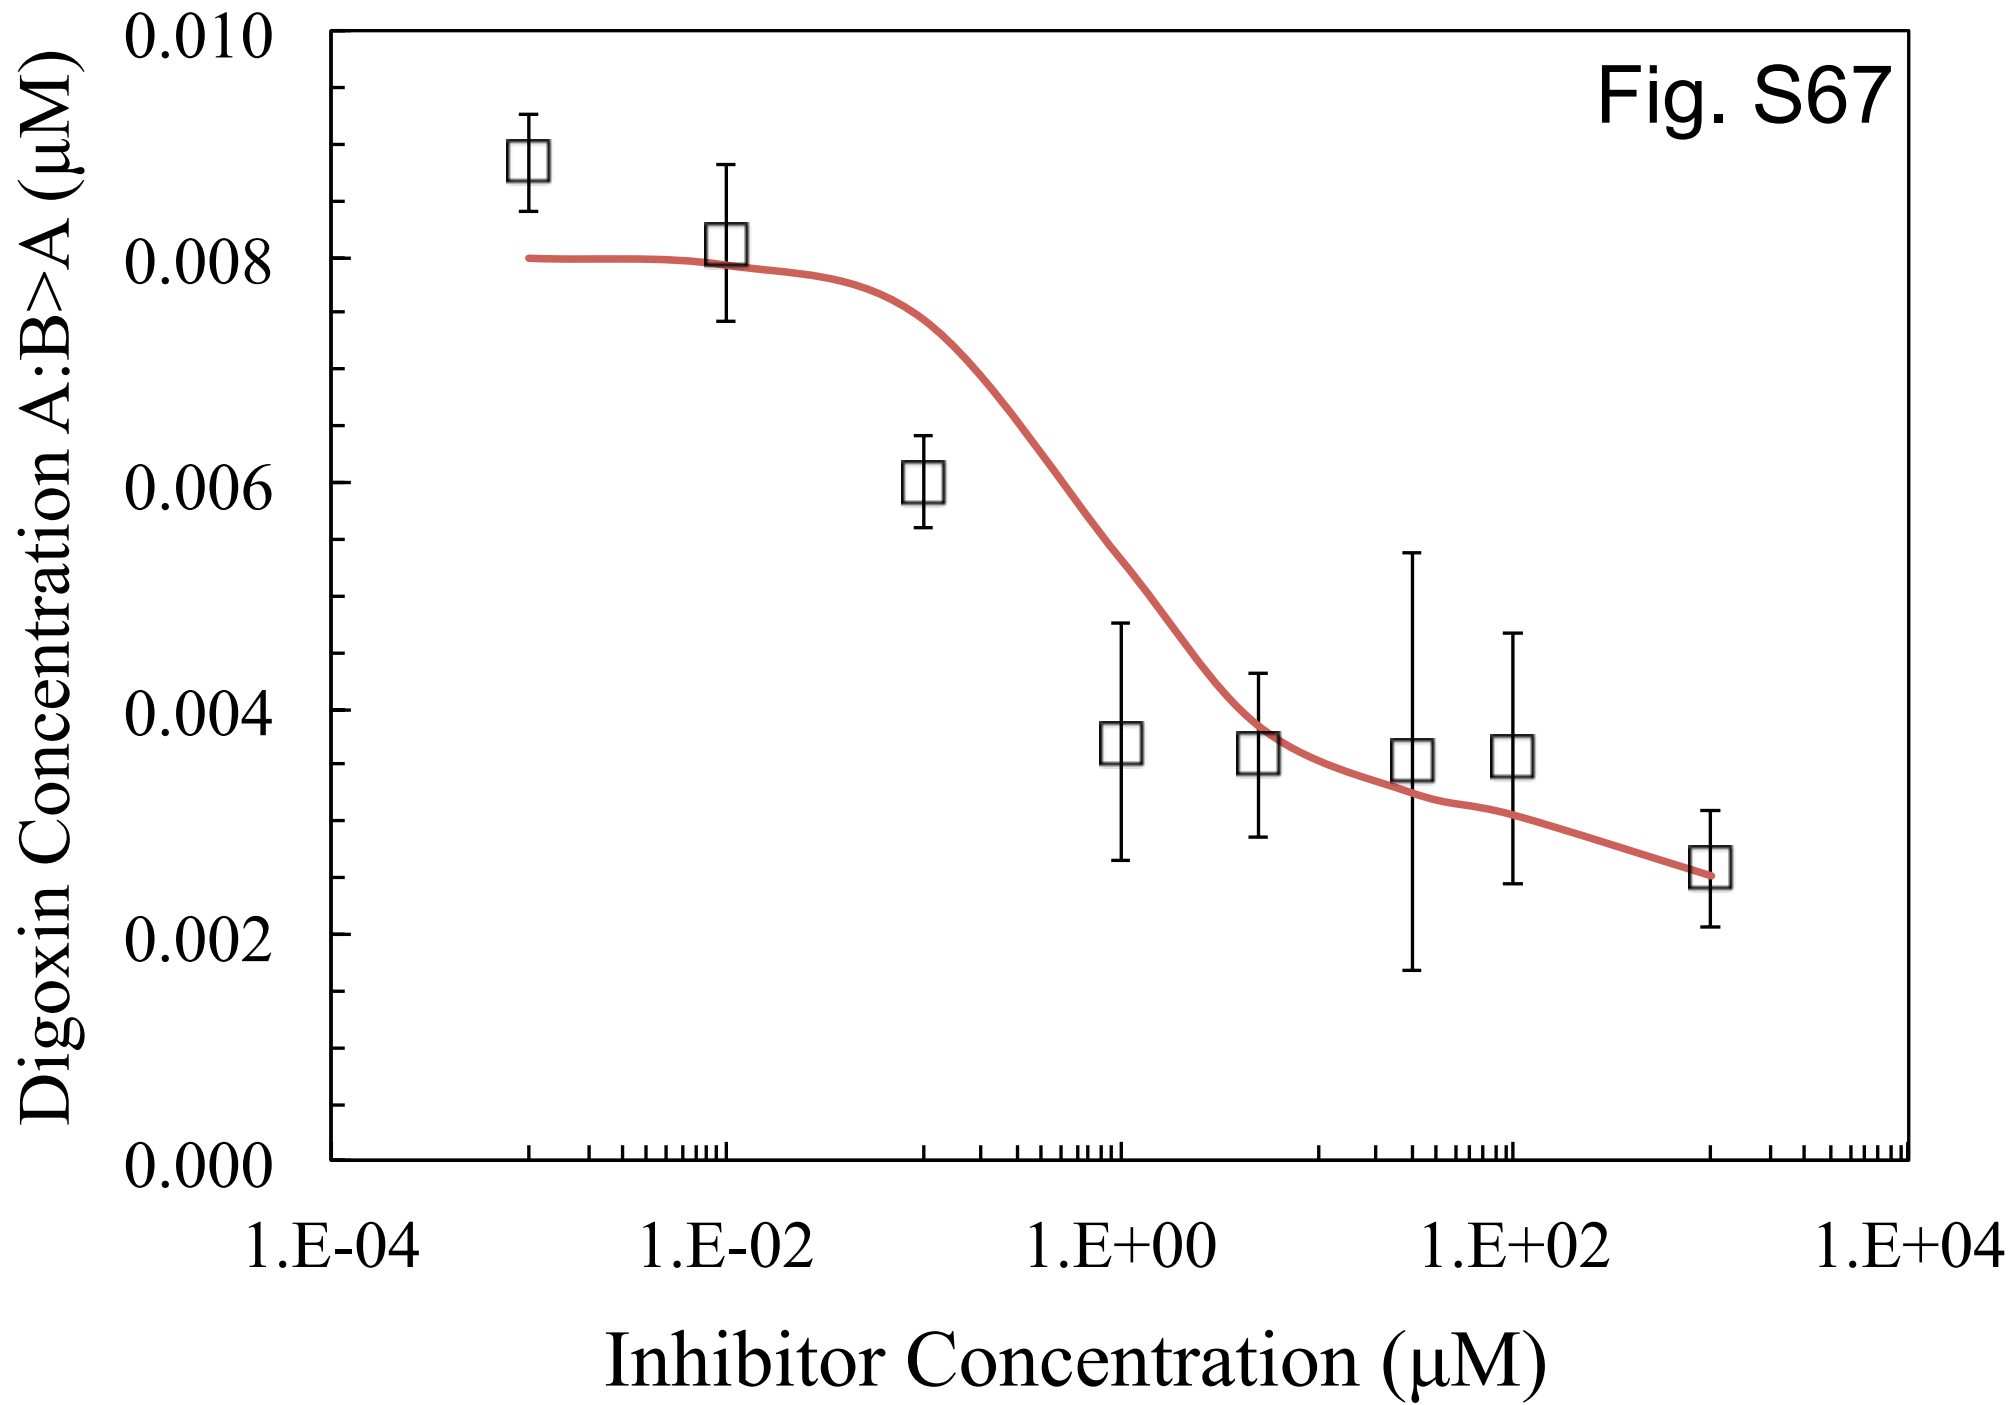 Fig. S67
Digoxin Concentration A:B>A (μM)
0.010
0.008
0.006
0.004
0.002
0.000
1.E-04 1.E-02 1.E+00 1.E+02 1.E+04
Inhibitor Concentration (μM)